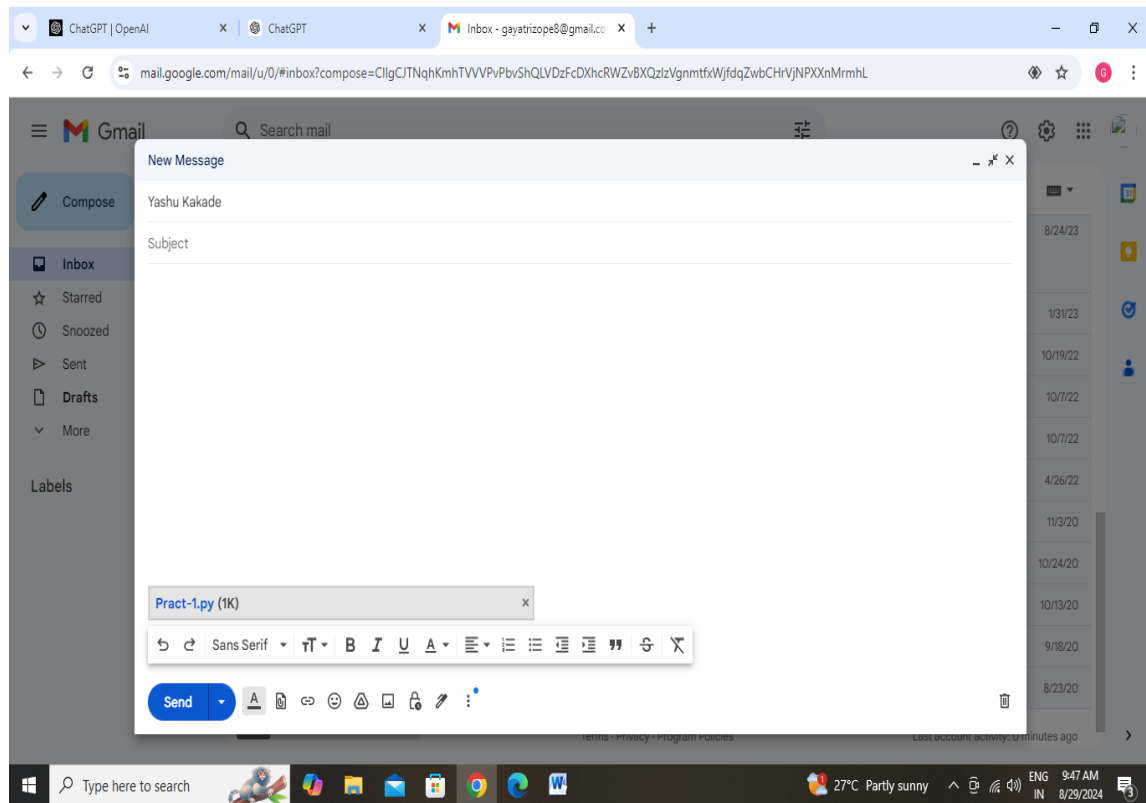 ChatGPT | OpenAI
ChatGPT
Inbox - gayatrizope8@gmail.co
mail.google.com/mail/u/0/#inbox?compose=CllgCJTNqhKmhTVVVPvPbvShQLVDzFcDXhcRWZvBXQzlzVgnmtfxWjfdqZwbCHrVjNPXXnMrmhL
G
Gmail
Search mail
New Message
Compose
Yashu Kakade
31
Subject
8/24/23
Inbox
Starred
1/31/23
Snoozed
10/19/22
Sent
Drafts
10/7/22
More
10/7/22
Labels
4/26/22
11/3/20
10/24/20
Pract-1.py (1K)
10/13/20
Sans Serif
9/18/20
Send
8/23/20
Terms · Privacy · Program Policies
Last account activity: 0 minutes ago
Type here to search
27°C Partly sunny
ENG 9:47 AM
IN 8/29/2024
3